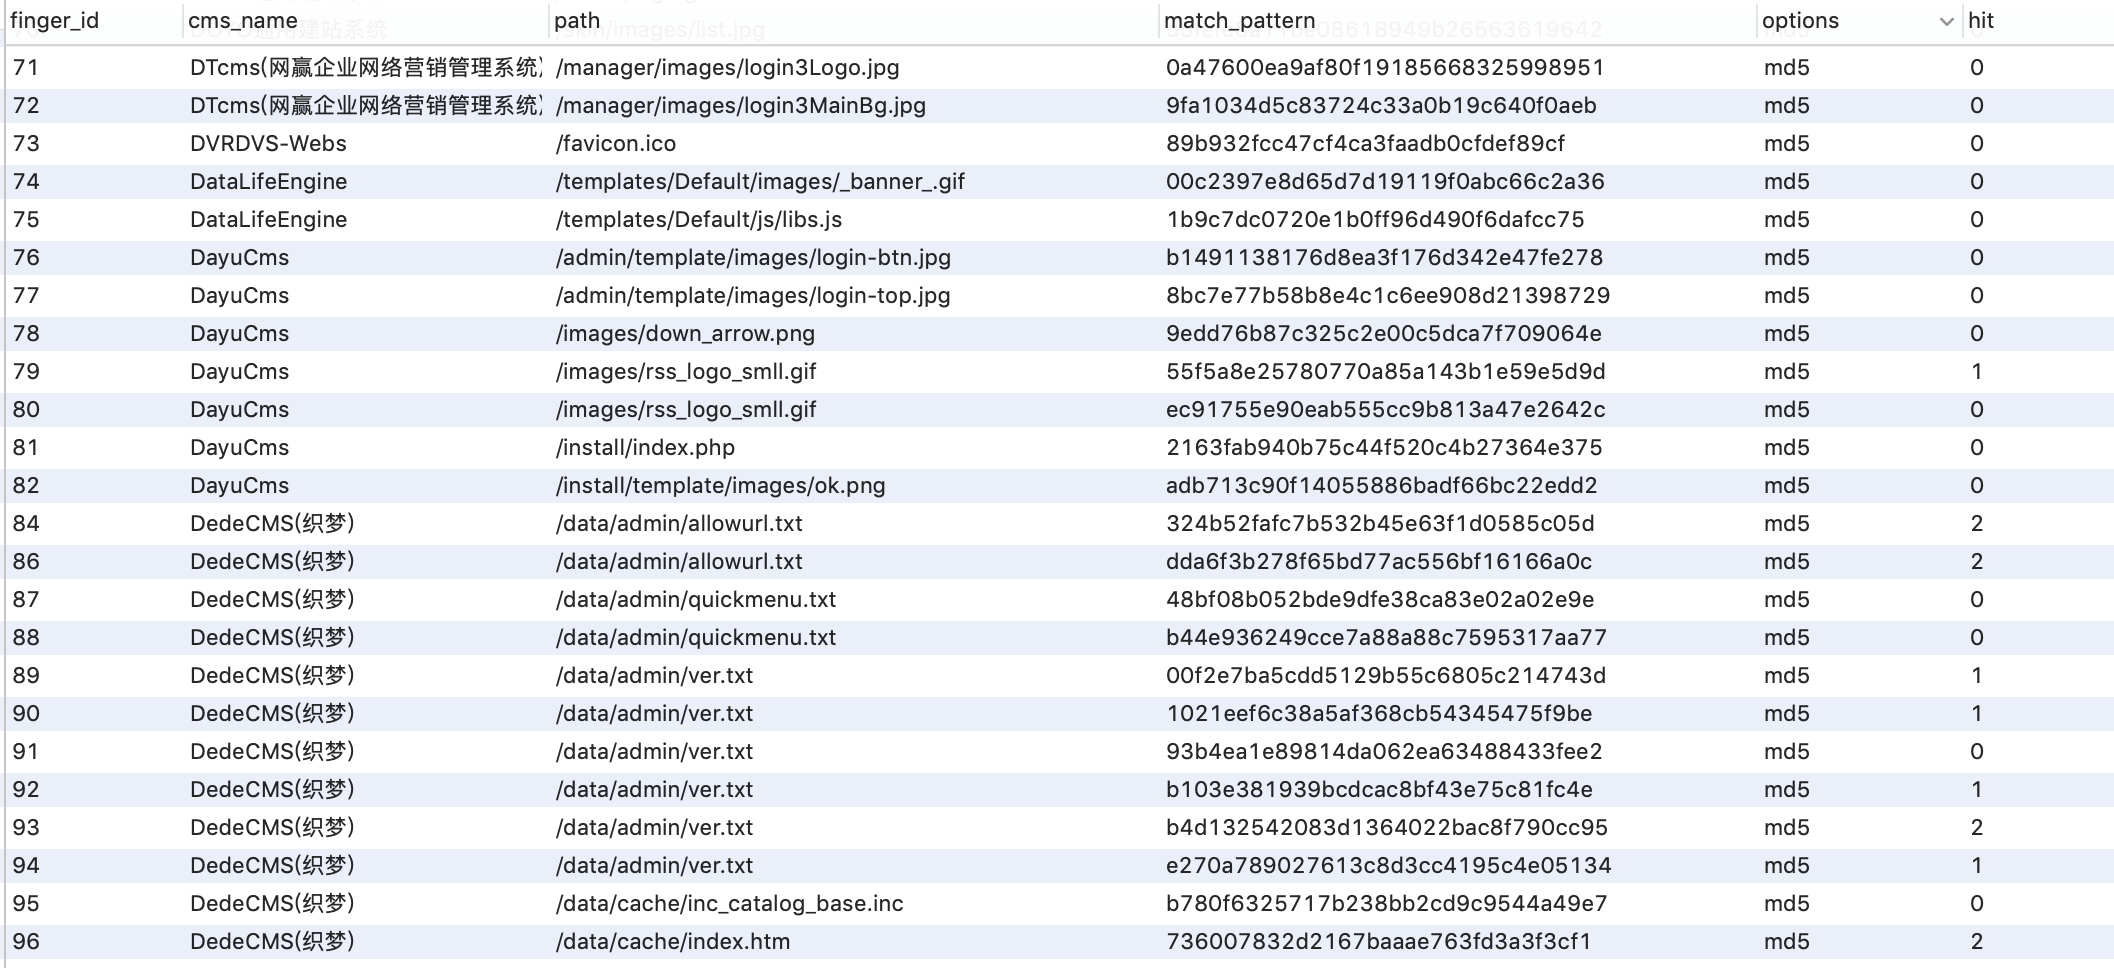 finger_id cms_name path match_pattern options hit
71 DTcms(网赢企业网络营销管理系统) /manager/images/login3Logo.jpg 0a47600ea9af80f19185668325998951 md5 0
72 DTcms(网赢企业网络营销管理系统) /manager/images/login3MainBg.jpg 9fa1034d5c83724c33a0b19c640f0aeb md5 0
73 DVRDVS-Webs /favicon.ico 89b932fcc47cf4ca3faadb0cfdef89cf md5 0
74 DataLifeEngine /templates/Default/images/_banner_.gif 00c2397e8d65d7d19119f0abc66c2a36 md5 0
75 DataLifeEngine /templates/Default/js/libs.js 1b9c7dc0720e1b0ff96d490f6dafcc75 md5 0
76 DayuCms /admin/template/images/login-btn.jpg b1491138176d8ea3f176d342e47fe278 md5 0
77 DayuCms /admin/template/images/login-top.jpg 8bc7e77b58b8e4c1c6ee908d21398729 md5 0
78 DayuCms /images/down_arrow.png 9edd76b87c325c2e00c5dca7f709064e md5 0
79 DayuCms /images/rss_logo_smll.gif 55f5a8e25780770a85a143b1e59e5d9d md5 1
80 DayuCms /images/rss_logo_smll.gif ec91755e90eab555cc9b813a47e2642c md5 0
81 DayuCms /install/index.php 2163fab940b75c44f520c4b27364e375 md5 0
82 DayuCms /install/template/images/ok.png adb713c90f14055886badf66bc22edd2 md5 0
84 DedeCMS(织梦) /data/admin/allowurl.txt 324b52fafc7b532b45e63f1d0585c05d md5 2
86 DedeCMS(织梦) /data/admin/allowurl.txt dda6f3b278f65bd77ac556bf16166a0c md5 2
87 DedeCMS(织梦) /data/admin/quickmenu.txt 48bf08b052bde9dfe38ca83e02a02e9e md5 0
88 DedeCMS(织梦) /data/admin/quickmenu.txt b44e936249cce7a88a88c7595317aa77 md5 0
89 DedeCMS(织梦) /data/admin/ver.txt 00f2e7ba5cdd5129b55c6805c214743d md5 1
90 DedeCMS(织梦) /data/admin/ver.txt 1021eef6c38a5af368cb54345475f9be md5 1
91 DedeCMS(织梦) /data/admin/ver.txt 93b4ea1e89814da062ea63488433fee2 md5 0
92 DedeCMS(织梦) /data/admin/ver.txt b103e381939bcdcac8bf43e75c81fc4e md5 1
93 DedeCMS(织梦) /data/admin/ver.txt b4d132542083d1364022bac8f790cc95 md5 2
94 DedeCMS(织梦) /data/admin/ver.txt e270a789027613c8d3cc4195c4e05134 md5 1
95 DedeCMS(织梦) /data/cache/inc_catalog_base.inc b780f6325717b238bb2cd9c9544a49e7 md5 0
96 DedeCMS(织梦) /data/cache/index.htm 736007832d2167baaae763fd3a3f3cf1 md5 2